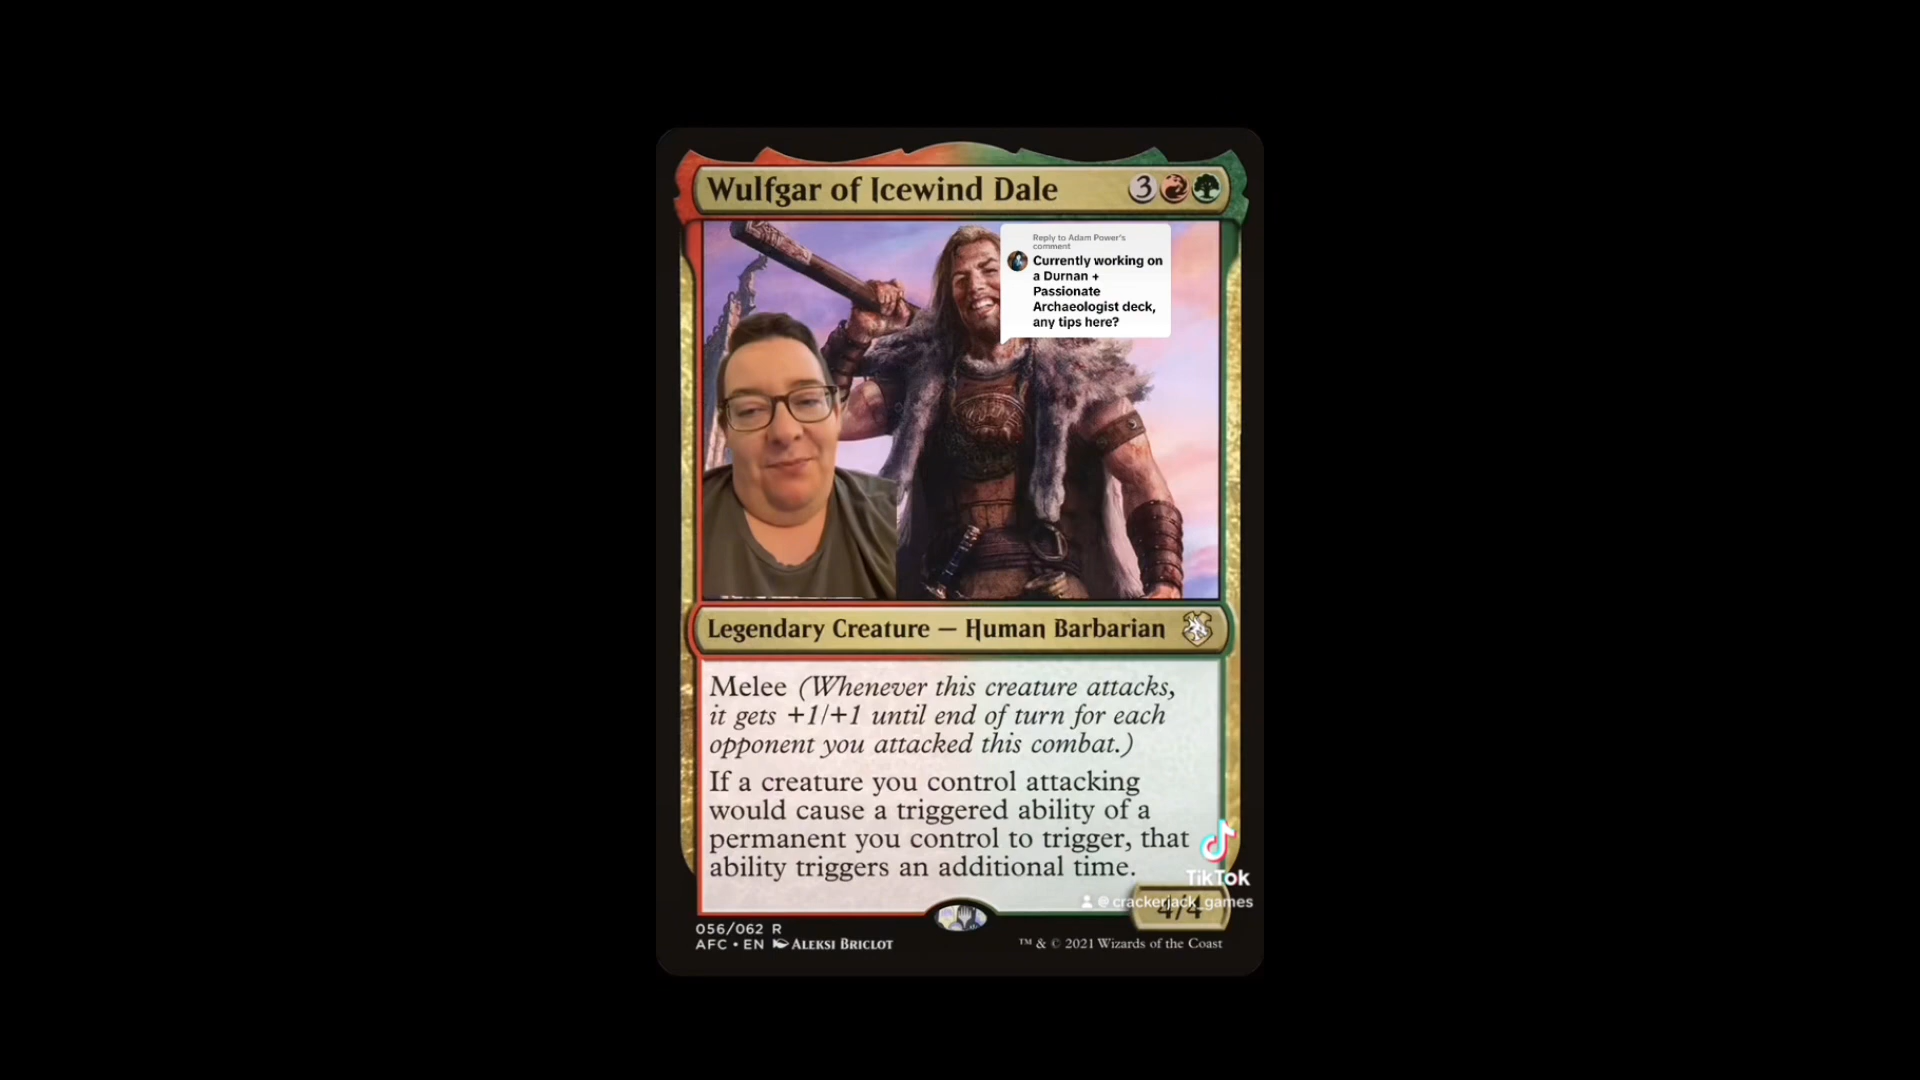 Wulfgar of Icewind Dale 3
Reply to Adam Power's
comment
Currently working on
a Durnan +
Passionate
Archaeologist deck,
any tips here?
Legendary Creature — Human Barbarian
Melee (Whenever this creature attacks,
it gets +1/+1 until end of turn for each
opponent you attacked this combat.)
If a creature you control attacking
would cause a triggered ability of a
permanent you control to trigger, that
ability triggers an additional time.
TikTok
@crackerjack_games
4/4
056/062 R
AFC • EN ALEKSI BRICLOT
™ & © 2021 Wizards of the Coast